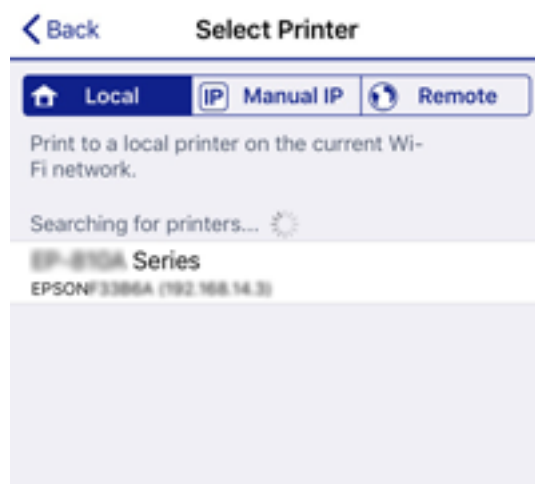 Back Select Printer
Local IP Manual IP Remote
Print to a local printer on the current Wi-
Fi network.
Searching for printers...
Series
EPSON